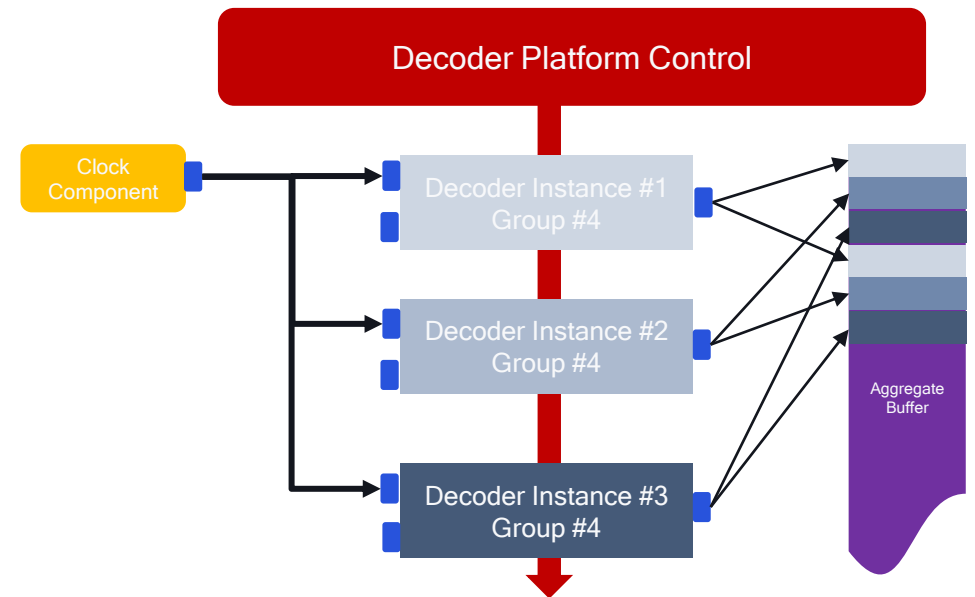 Decoder Platform Control
Clock
Component
Decoder Instance #1
Group #4
Decoder Instance #2
Group #4
Decoder Instance #3
Group #4
Aggregate
Buffer